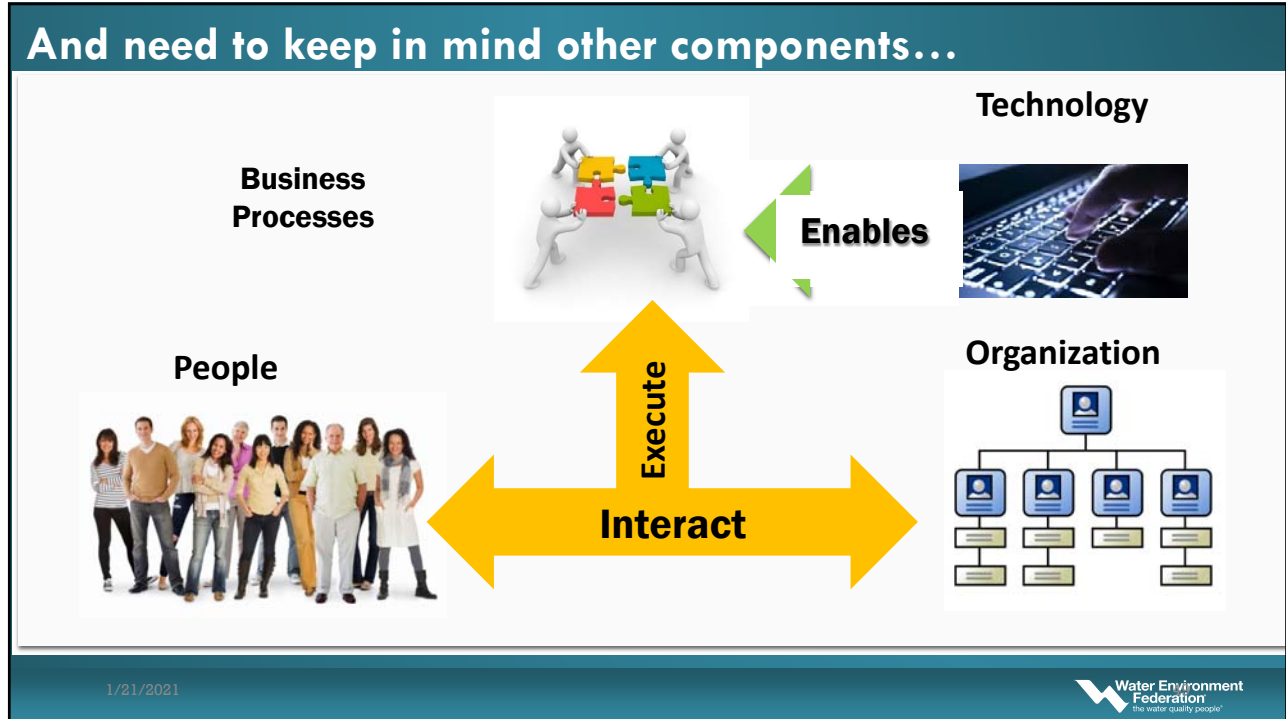 And need to keep in mind other components...
Technology
Business
Processes
Enables
People
Organization
Execute
Interact
1/21/2021
Water Environment
Federation
the water quality people